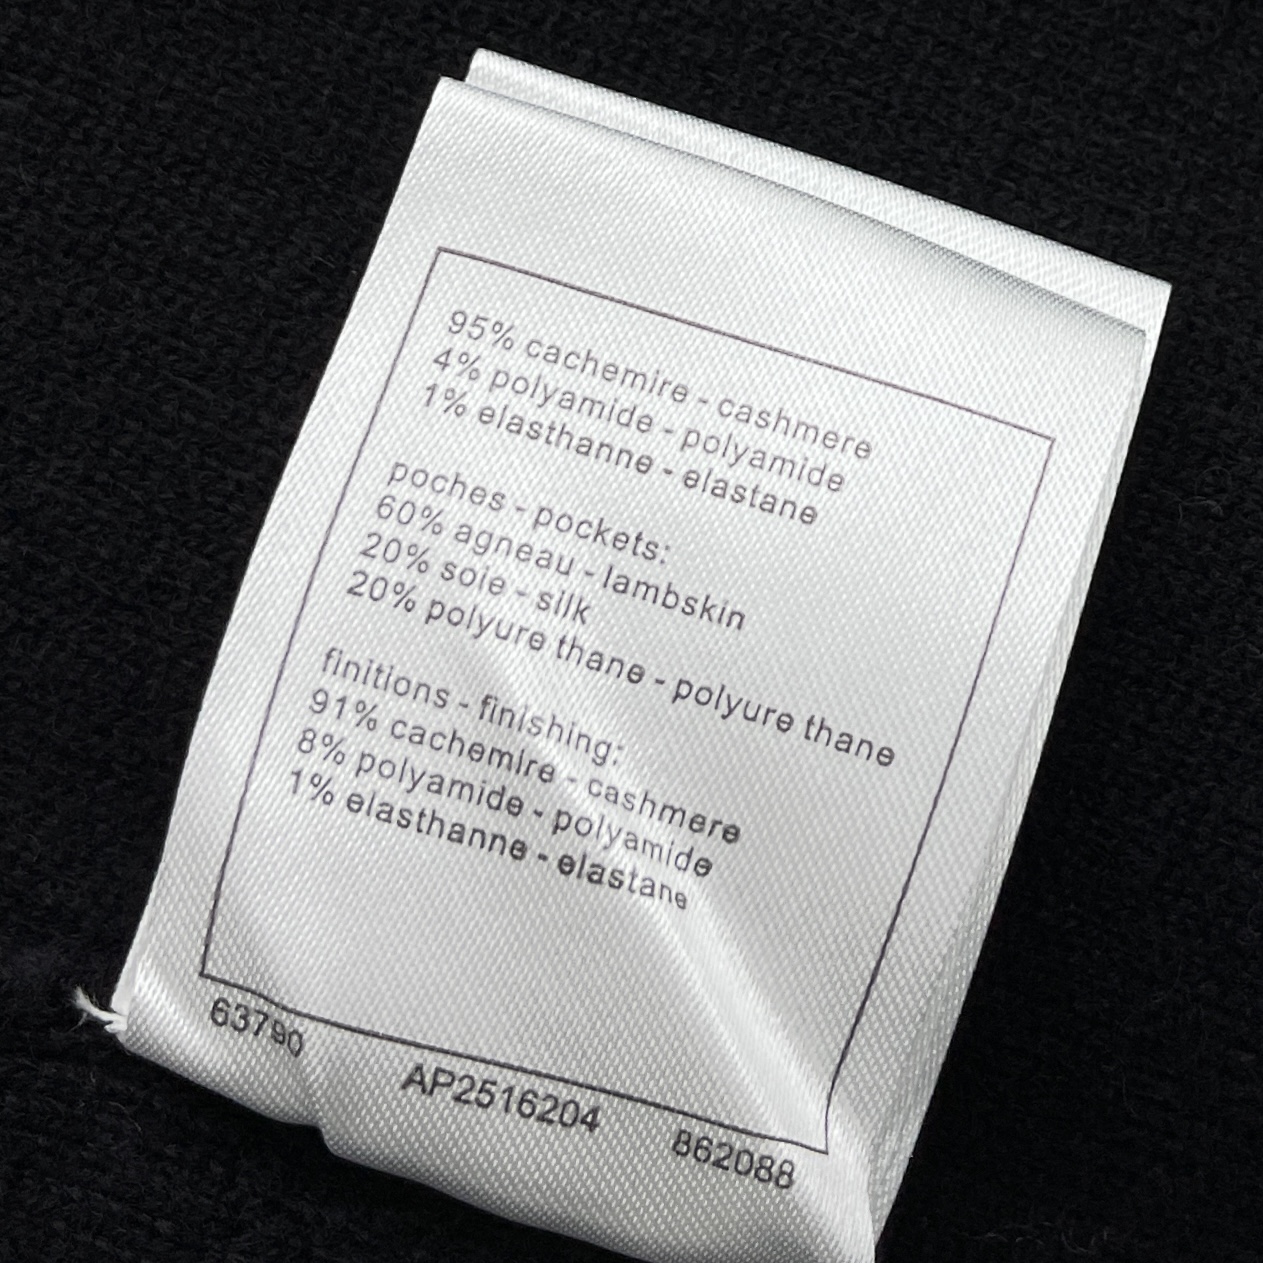 95% cachemire - cashmere
4% polyamide - polyamide
1% elasthanne - elastane
poches - pockets:
60% agneau - lambskin
20% soie - silk
20% polyure thane - polyure thane
finitions - finishing:
91% cachemire - cashmere
8% polyamide - polyamide
1% elasthanne - elastane
63790 AP2516204 862088